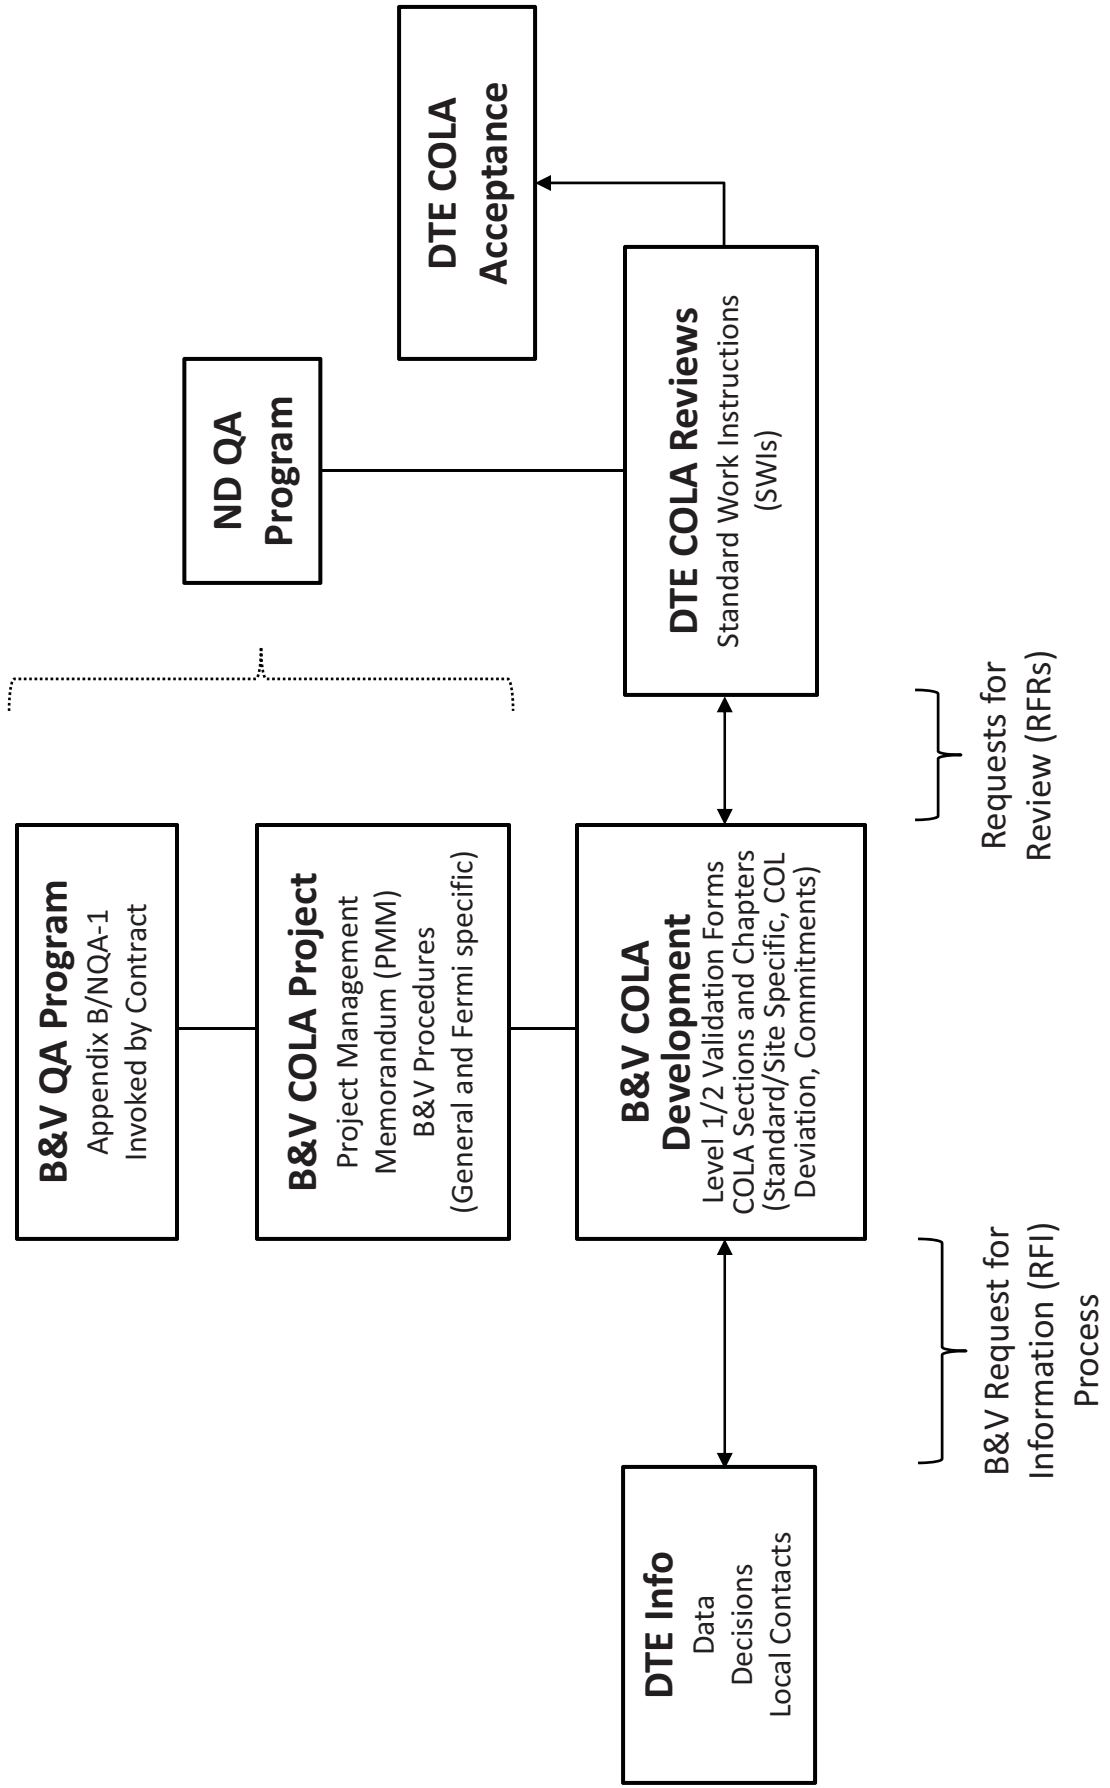 B&V QA Program
Appendix B/NQA-1
Invoked by Contract
B&V COLA Project
Project Management
Memorandum (PMM)
B&V Procedures
(General and Fermi specific)
ND QA
Program
DTE COLA
Acceptance
DTE Info
Data
Decisions
Local Contacts
B&V COLA
Development
Level 1/2 Validation Forms
COLA Sections and Chapters
(Standard/Site Specific, COL
Deviation, Commitments)
DTE COLA Reviews
Standard Work Instructions
(SWIs)
B&V Request for
Information (RFI)
Process
Requests for
Review (RFRs)